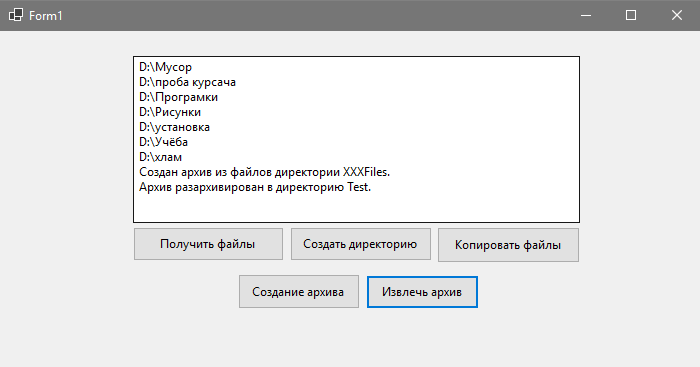 Form1
D:\Мусор
D:\проба курсача
D:\Програмки
D:\Рисунки
D:\установка
D:\Учёба
D:\хлам
Создан архив из файлов директории XXXFiles.
Архив разархивирован в директорию Test.
Получить файлы
Создать директорию
Копировать файлы
Создание архива
Извлечь архив